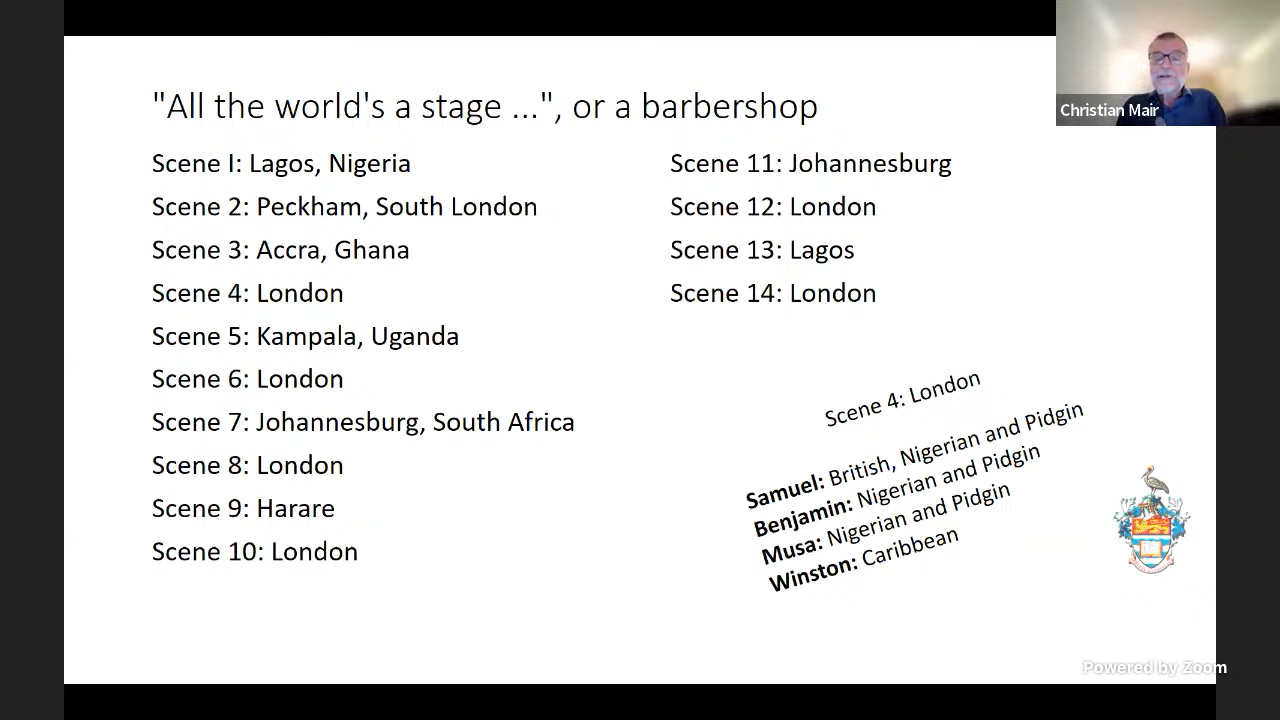 "All the world's a stage ...", or a barbershop
Scene I: Lagos, Nigeria
Scene 2: Peckham, South London
Scene 3: Accra, Ghana
Scene 4: London
Scene 5: Kampala, Uganda
Scene 6: London
Scene 7: Johannesburg, South Africa
Scene 8: London
Scene 9: Harare
Scene 10: London
Scene 11: Johannesburg
Scene 12: London
Scene 13: Lagos
Scene 14: London
Scene 4: London
Samuel: British, Nigerian and Pidgin
Benjamin: Nigerian and Pidgin
Musa: Nigerian and Pidgin
Winston: Caribbean
Christian Mair
Powered by Zoom